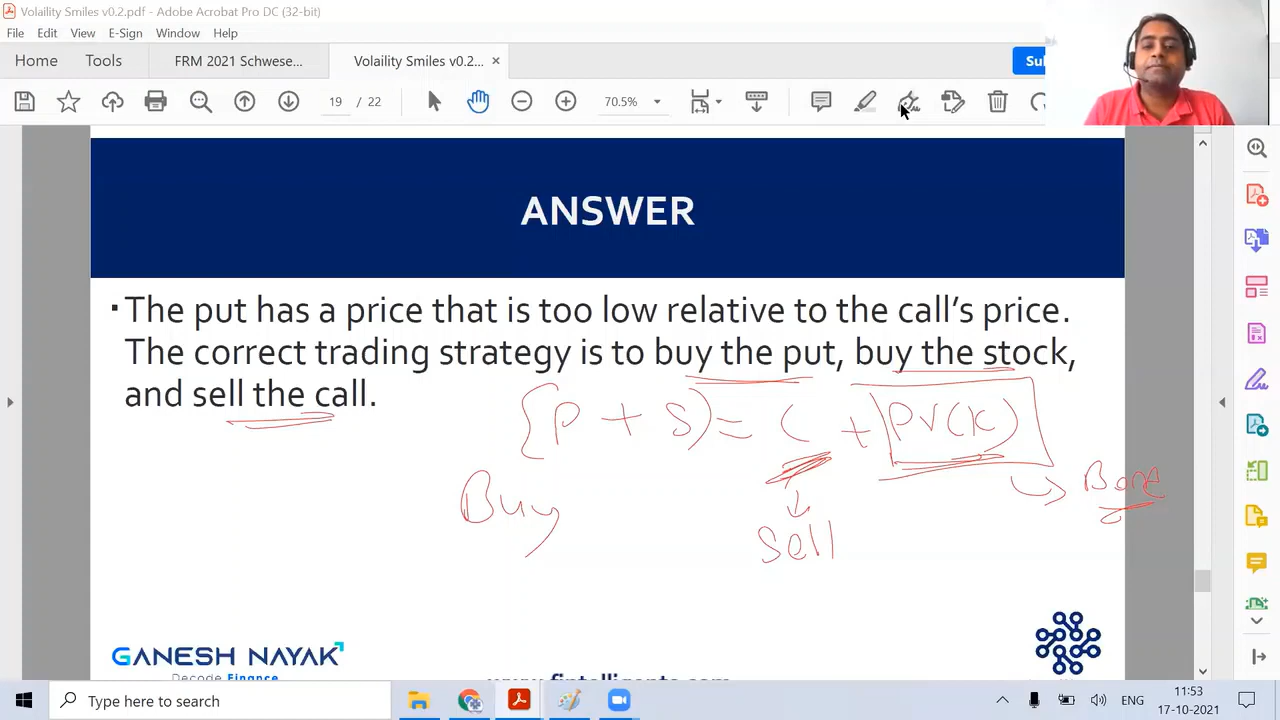 Volaility Smiles v0.2.pdf - Adobe Acrobat Pro DC (32-bit)
File Edit View E-Sign Window Help
Home Tools FRM 2021 Schwese... Volaility Smiles v0.2... ×
19 / 22 70.5%
ANSWER
The put has a price that is too low relative to the call's price.
The correct trading strategy is to buy the put, buy the stock,
and sell the call.
{P + S) = C + PV(K)
Buy
Sell
GANESH NAYAK
Decode Finance
Type here to search
ENG
11:53
17-10-2021